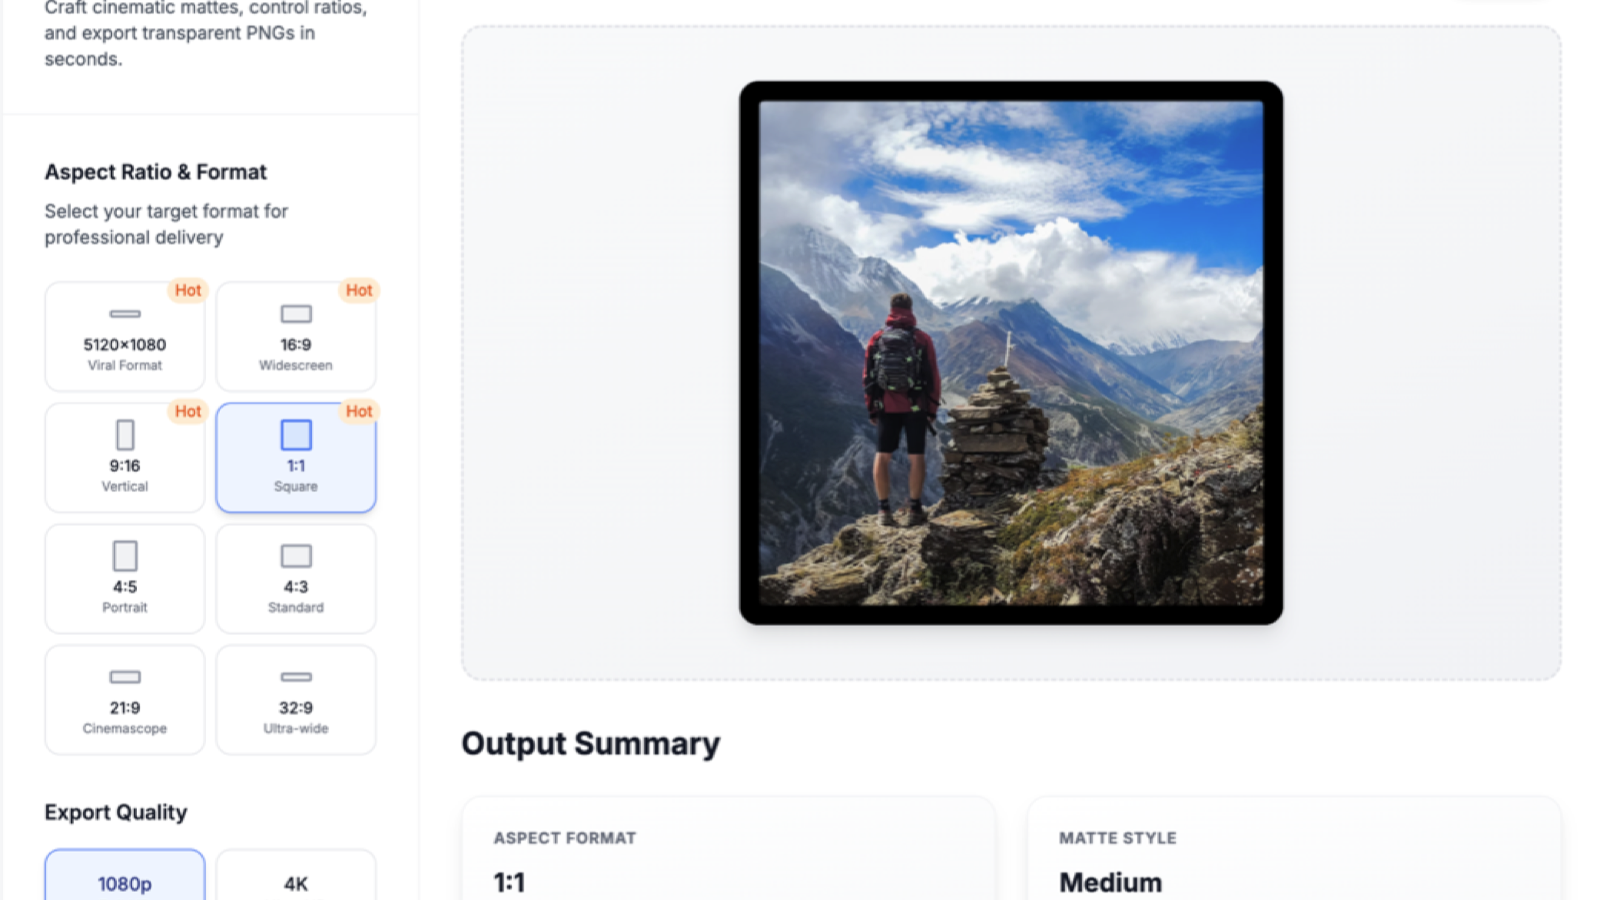 Craft cinematic mattes, control ratios,
and export transparent PNGs in
seconds.
Aspect Ratio & Format
Select your target format for
professional delivery
Hot
5120×1080
Viral Format
Hot
16:9
Widescreen
Hot
9:16
Vertical
Hot
1:1
Square
4:5
Portrait
4:3
Standard
21:9
Cinemascope
32:9
Ultra-wide
Export Quality
1080p
4K
Output Summary
ASPECT FORMAT
1:1
MATTE STYLE
Medium